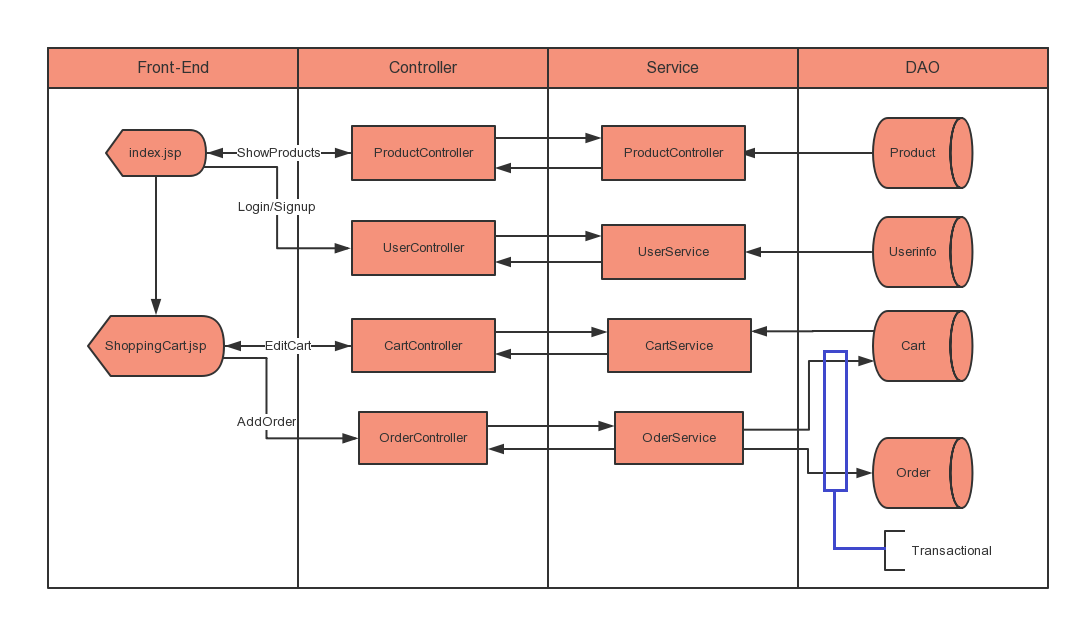 Front-End
Controller
Service
DAO
index.jsp
ShowProducts
ProductController
ProductController
Product
Login/Signup
UserController
UserService
Userinfo
ShoppingCart.jsp
EditCart
CartController
CartService
Cart
AddOrder
OrderController
OderService
Order
Transactional